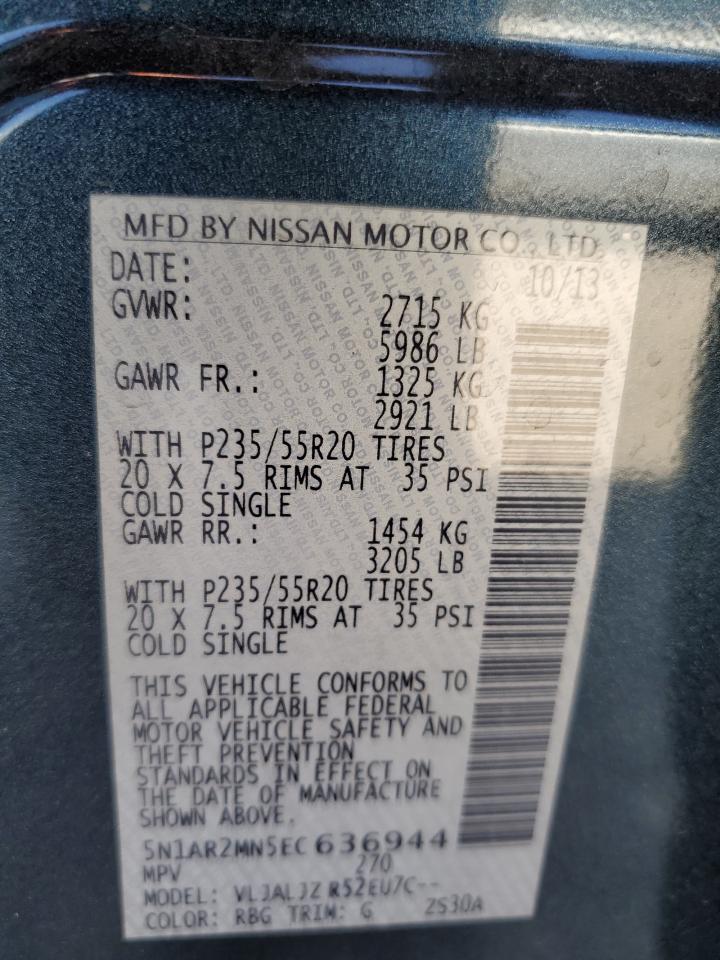 MFD BY NISSAN MOTOR CO., LTD.
DATE: 10/13
GVWR: 2715 KG
5986 LB
GAWR FR.: 1325 KG
2921 LB
WITH P235/55R20 TIRES
20 X 7.5 RIMS AT 35 PSI
COLD SINGLE
GAWR RR.: 1454 KG
3205 LB
WITH P235/55R20 TIRES
20 X 7.5 RIMS AT 35 PSI
COLD SINGLE
THIS VEHICLE CONFORMS TO
ALL APPLICABLE FEDERAL
MOTOR VEHICLE SAFETY AND
THEFT PREVENTION
STANDARDS IN EFFECT ON
THE DATE OF MANUFACTURE
SHOWN ABOVE.
5N1AR2MN5EC636944
MPV 270
MODEL:
COLOR: RBG TRIM: G 2S30A